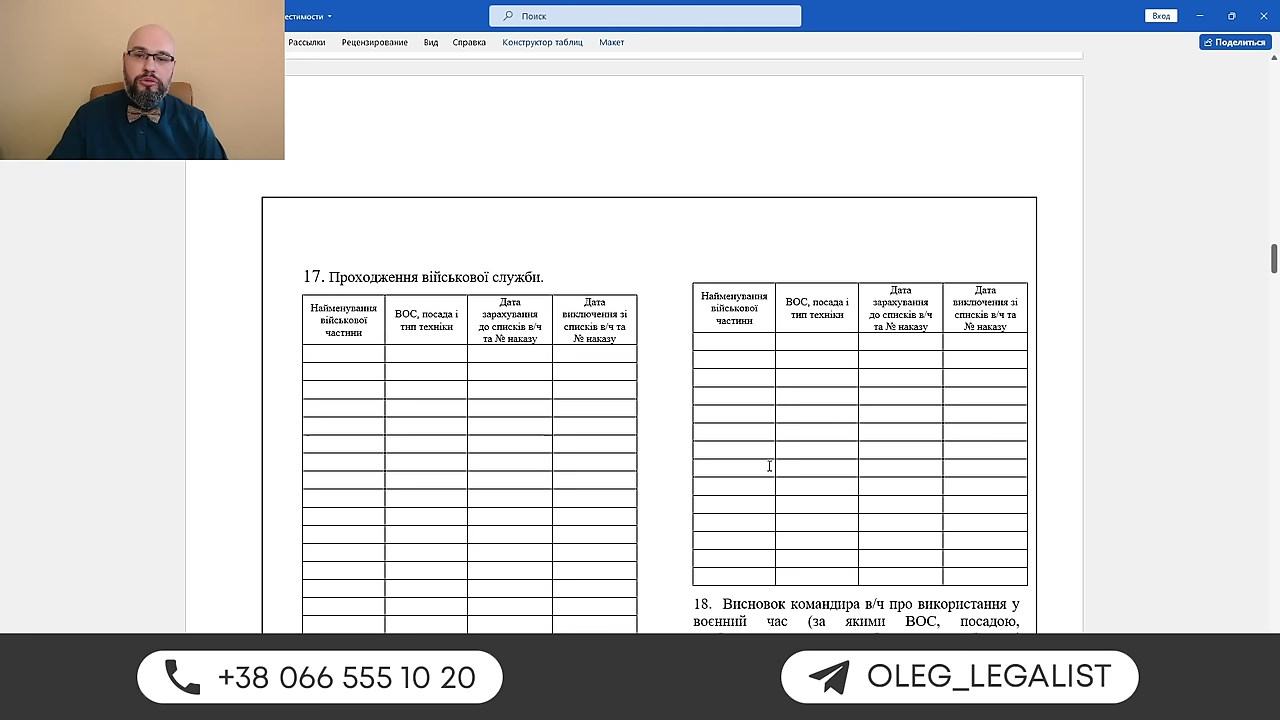 естимости
Поиск
Вход
Рассылки Рецензирование Вид Справка Конструктор таблиц Макет
Поделиться
17. Проходження військової служби.
Найменування військової частини
ВОС, посада і тип техніки
Дата зарахування до списків в/ч та № наказу
Дата виключення зі списків в/ч та № наказу
Найменування військової частини
ВОС, посада і тип техніки
Дата зарахування до списків в/ч та № наказу
Дата виключення зі списків в/ч та № наказу
18. Висновок командира в/ч про використання у
воєнний час (за якими ВОС, посадою,
+38 066 555 10 20
OLEG_LEGALIST